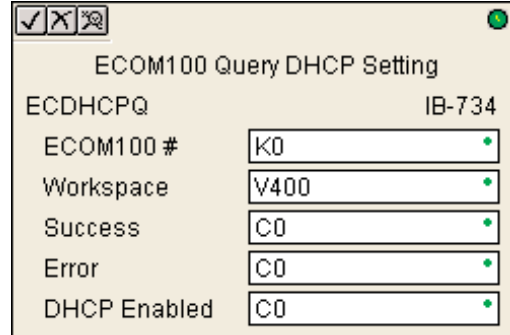 ECOM100 Query DHCP Setting
ECDHCPQ IB-734
ECOM100 # K0
Workspace V400
Success C0
Error C0
DHCP Enabled C0